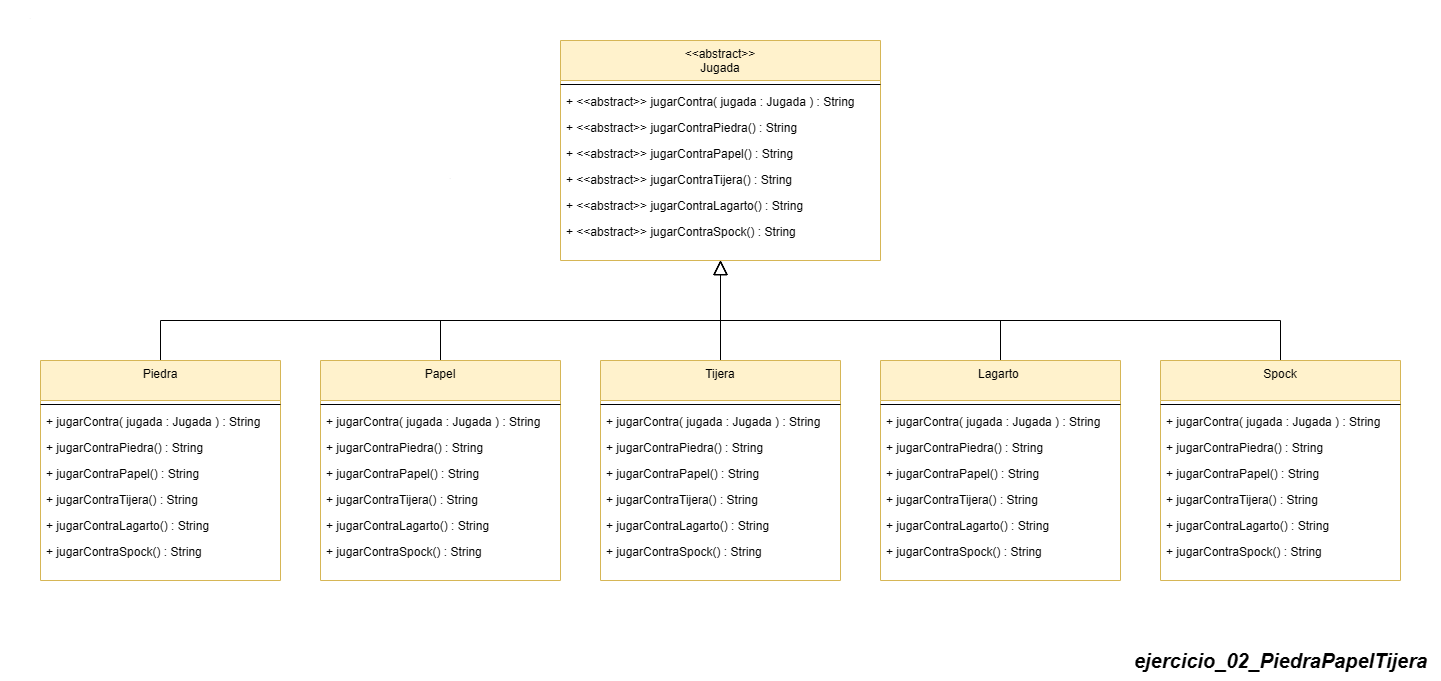 <<abstract>>
Jugada
+ <<abstract>> jugarContra( jugada : Jugada ) : String
+ <<abstract>> jugarContraPiedra() : String
+ <<abstract>> jugarContraPapel() : String
+ <<abstract>> jugarContraTijera() : String
+ <<abstract>> jugarContraLagarto() : String
+ <<abstract>> jugarContraSpock() : String
Piedra
+ jugarContra( jugada : Jugada ) : String
+ jugarContraPiedra() : String
+ jugarContraPapel() : String
+ jugarContraTijera() : String
+ jugarContraLagarto() : String
+ jugarContraSpock() : String
Papel
+ jugarContra( jugada : Jugada ) : String
+ jugarContraPiedra() : String
+ jugarContraPapel() : String
+ jugarContraTijera() : String
+ jugarContraLagarto() : String
+ jugarContraSpock() : String
Tijera
+ jugarContra( jugada : Jugada ) : String
+ jugarContraPiedra() : String
+ jugarContraPapel() : String
+ jugarContraTijera() : String
+ jugarContraLagarto() : String
+ jugarContraSpock() : String
Lagarto
+ jugarContra( jugada : Jugada ) : String
+ jugarContraPiedra() : String
+ jugarContraPapel() : String
+ jugarContraTijera() : String
+ jugarContraLagarto() : String
+ jugarContraSpock() : String
Spock
+ jugarContra( jugada : Jugada ) : String
+ jugarContraPiedra() : String
+ jugarContraPapel() : String
+ jugarContraTijera() : String
+ jugarContraLagarto() : String
+ jugarContraSpock() : String
ejercicio_02_PiedraPapelTijera